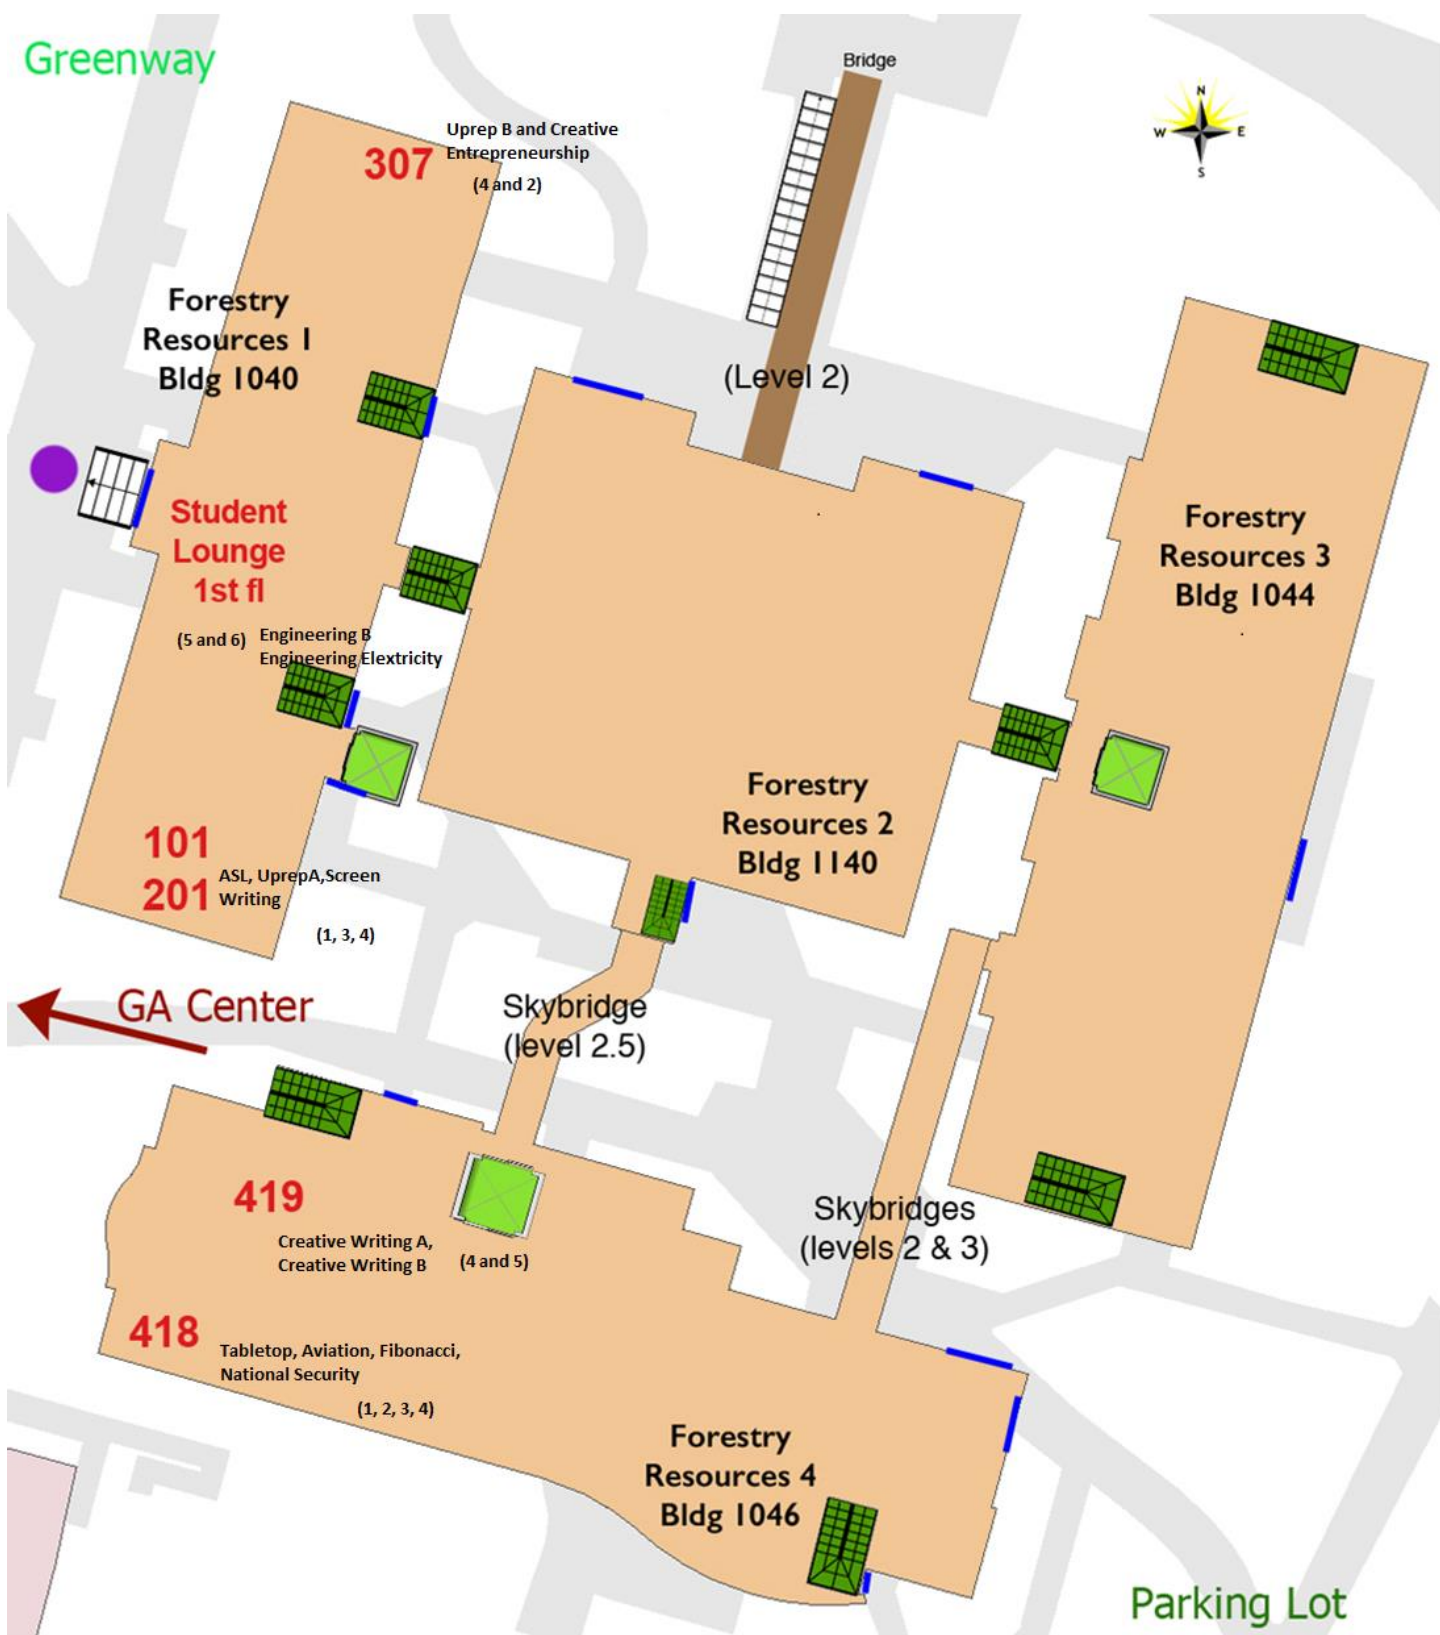 Greenway
Bridge
N
W
E
S
307
Uprep B and Creative
Entrepreneurship
(4 and 2)
Forestry
Resources 1
Bldg 1040
(Level 2)
Student
Lounge
1st fl
(5 and 6)
Engineering B
Engineering Elextricity
Forestry
Resources 3
Bldg 1044
Forestry
Resources 2
Bldg 1140
101
201
ASL, UprepA,Screen
Writing
(1, 3, 4)
GA Center
Skybridge
(level 2.5)
419
Creative Writing A,
Creative Writing B
(4 and 5)
Skybridges
(levels 2 & 3)
418
Tabletop, Aviation, Fibonacci,
National Security
(1, 2, 3, 4)
Forestry
Resources 4
Bldg 1046
Parking Lot